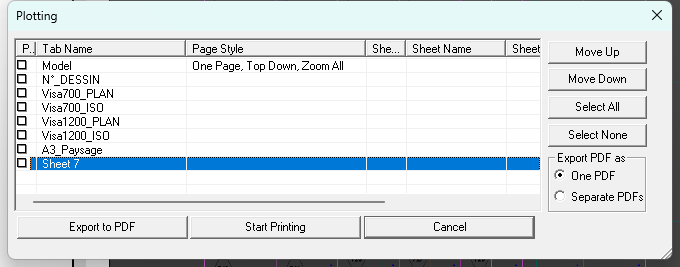 Plotting
P.. Tab Name Page Style She... Sheet Name Sheet
Model One Page, Top Down, Zoom All
N°_DESSIN
Visa700_PLAN
Visa700_ISO
Visa1200_PLAN
Visa1200_ISO
A3_Paysage
Sheet 7
Move Up
Move Down
Select All
Select None
Export PDF as
One PDF
Separate PDFs
Export to PDF Start Printing Cancel